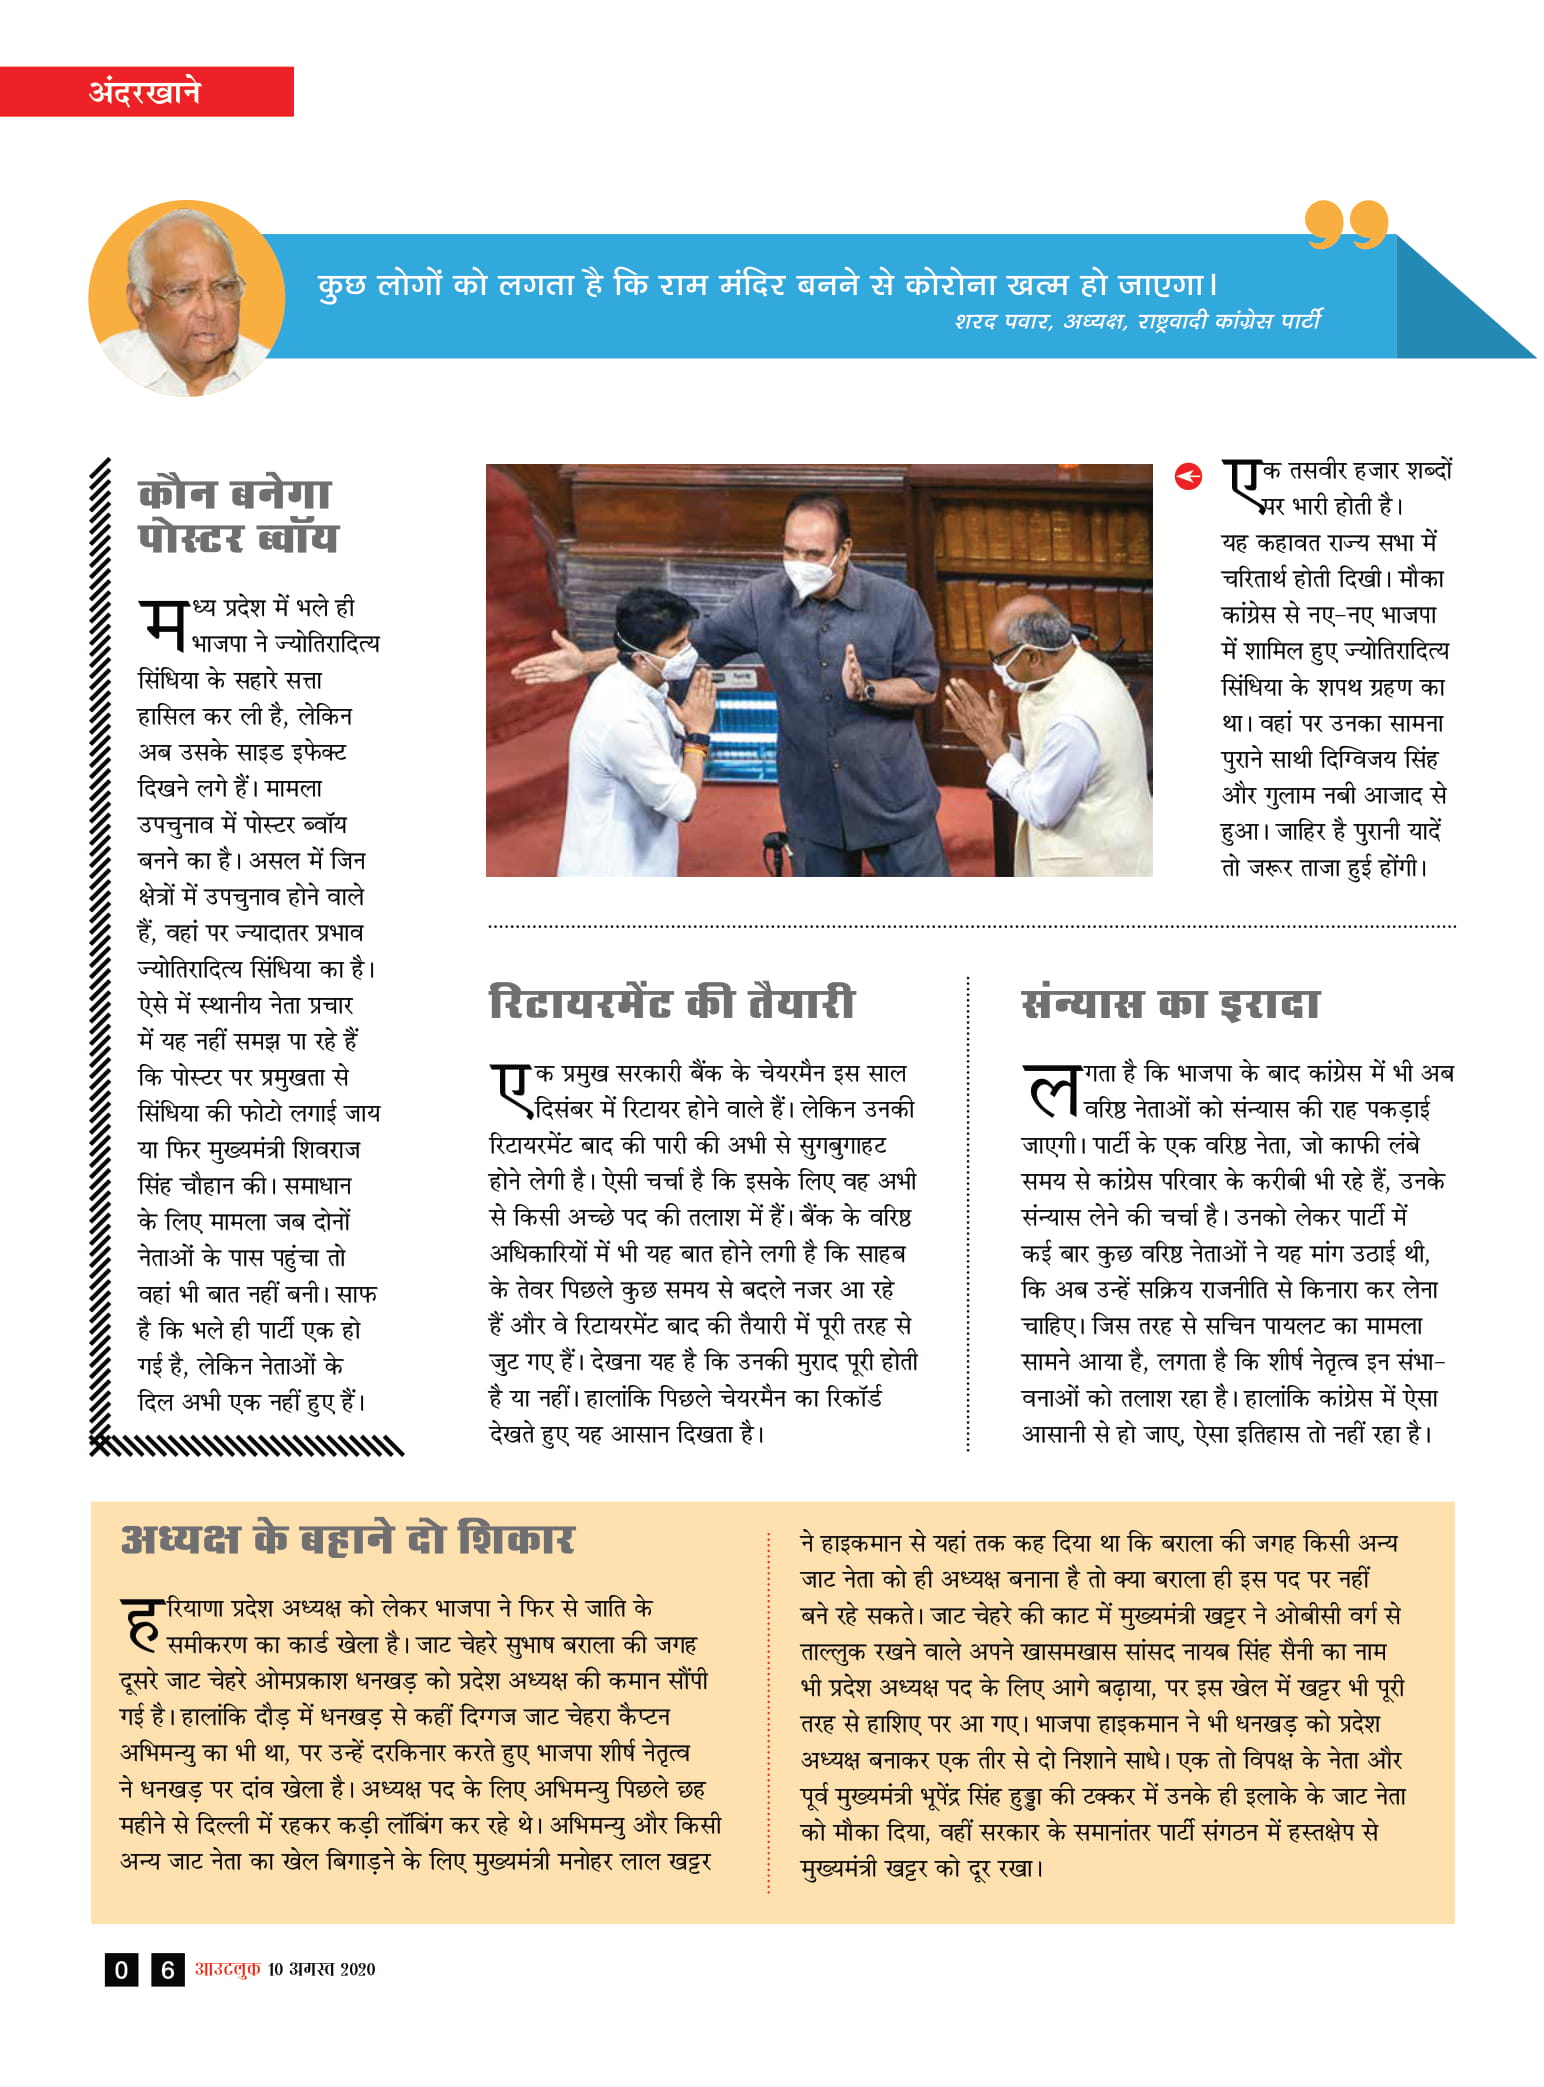 अंदरखाने
कुछ लोगों को लगता है कि राम मंदिर बनने से कोरोना खत्म हो जाएगा।
शरद पवार, अध्यक्ष, राष्ट्रवादी कांग्रेस पार्टी
कौन बनेगा
पोस्टर ब्वॉय
मध्य प्रदेश में भले ही
भाजपा ने ज्योतिरादित्य
सिंधिया के सहारे सत्ता
हासिल कर ली है, लेकिन
अब उसके साइड इफेक्ट
दिखने लगे हैं। मामला
उपचुनाव में पोस्टर ब्वॉय
बनने का है। असल में जिन
क्षेत्रों में उपचुनाव होने वाले
हैं, वहां पर ज्यादातर प्रभाव
ज्योतिरादित्य सिंधिया का है।
ऐसे में स्थानीय नेता प्रचार
में यह नहीं समझ पा रहे हैं
कि पोस्टर पर प्रमुखता से
सिंधिया की फोटो लगाई जाय
या फिर मुख्यमंत्री शिवराज
सिंह चौहान की। समाधान
के लिए मामला जब दोनों
नेताओं के पास पहुंचा तो
वहां भी बात नहीं बनी। साफ
है कि भले ही पार्टी एक हो
गई है, लेकिन नेताओं के
दिल अभी एक नहीं हुए हैं।
एक तसवीर हजार शब्दों
पर भारी होती है।
यह कहावत राज्य सभा में
चरितार्थ होती दिखी। मौका
कांग्रेस से नए-नए भाजपा
में शामिल हुए ज्योतिरादित्य
सिंधिया के शपथ ग्रहण का
था। वहां पर उनका सामना
पुराने साथी दिग्विजय सिंह
और गुलाम नबी आजाद से
हुआ। जाहिर है पुरानी यादें
तो जरूर ताजा हुई होंगी।
रिटायरमेंट की तैयारी
एक प्रमुख सरकारी बैंक के चेयरमैन इस साल
दिसंबर में रिटायर होने वाले हैं। लेकिन उनकी
रिटायरमेंट बाद की पारी की अभी से सुगबुगाहट
होने लेगी है। ऐसी चर्चा है कि इसके लिए वह अभी
से किसी अच्छे पद की तलाश में हैं। बैंक के वरिष्ठ
अधिकारियों में भी यह बात होने लगी है कि साहब
के तेवर पिछले कुछ समय से बदले नजर आ रहे
हैं और वे रिटायरमेंट बाद की तैयारी में पूरी तरह से
जुट गए हैं। देखना यह है कि उनकी मुराद पूरी होती
है या नहीं। हालांकि पिछले चेयरमैन का रिकॉर्ड
देखते हुए यह आसान दिखता है।
संन्यास का इरादा
लगता है कि भाजपा के बाद कांग्रेस में भी अब
वरिष्ठ नेताओं को संन्यास की राह पकड़ाई
जाएगी। पार्टी के एक वरिष्ठ नेता, जो काफी लंबे
समय से कांग्रेस परिवार के करीबी भी रहे हैं, उनके
संन्यास लेने की चर्चा है। उनको लेकर पार्टी में
कई बार कुछ वरिष्ठ नेताओं ने यह मांग उठाई थी,
कि अब उन्हें सक्रिय राजनीति से किनारा कर लेना
चाहिए। जिस तरह से सचिन पायलट का मामला
सामने आया है, लगता है कि शीर्ष नेतृत्व इन संभा-
वनाओं को तलाश रहा है। हालांकि कांग्रेस में ऐसा
आसानी से हो जाए, ऐसा इतिहास तो नहीं रहा है।
अध्यक्ष के बहाने दो शिकार
हरियाणा प्रदेश अध्यक्ष को लेकर भाजपा ने फिर से जाति के
समीकरण का कार्ड खेला है। जाट चेहरे सुभाष बराला की जगह
दूसरे जाट चेहरे ओमप्रकाश धनखड़ को प्रदेश अध्यक्ष की कमान सौंपी
गई है। हालांकि दौड़ में धनखड़ से कहीं दिग्गज जाट चेहरा कैप्टन
अभिमन्यु का भी था, पर उन्हें दरकिनार करते हुए भाजपा शीर्ष नेतृत्व
ने धनखड़ पर दांव खेला है। अध्यक्ष पद के लिए अभिमन्यु पिछले छह
महीने से दिल्ली में रहकर कड़ी लॉबिंग कर रहे थे। अभिमन्यु और किसी
अन्य जाट नेता का खेल बिगाड़ने के लिए मुख्यमंत्री मनोहर लाल खट्टर
ने हाइकमान से यहां तक कह दिया था कि बराला की जगह किसी अन्य
जाट नेता को ही अध्यक्ष बनाना है तो क्या बराला ही इस पद पर नहीं
बने रहे सकते। जाट चेहरे की काट में मुख्यमंत्री खट्टर ने ओबीसी वर्ग से
ताल्लुक रखने वाले अपने खासमखास सांसद नायब सिंह सैनी का नाम
भी प्रदेश अध्यक्ष पद के लिए आगे बढ़ाया, पर इस खेल में खट्टर भी पूरी
तरह से हाशिए पर आ गए। भाजपा हाइकमान ने भी धनखड़ को प्रदेश
अध्यक्ष बनाकर एक तीर से दो निशाने साधे। एक तो विपक्ष के नेता और
पूर्व मुख्यमंत्री भूपेंद्र सिंह हुड्डा की टक्कर में उनके ही इलाके के जाट नेता
को मौका दिया, वहीं सरकार के समानांतर पार्टी संगठन में हस्तक्षेप से
मुख्यमंत्री खट्टर को दूर रखा।
0 6 आउटलुक 10 अगस्त 2020